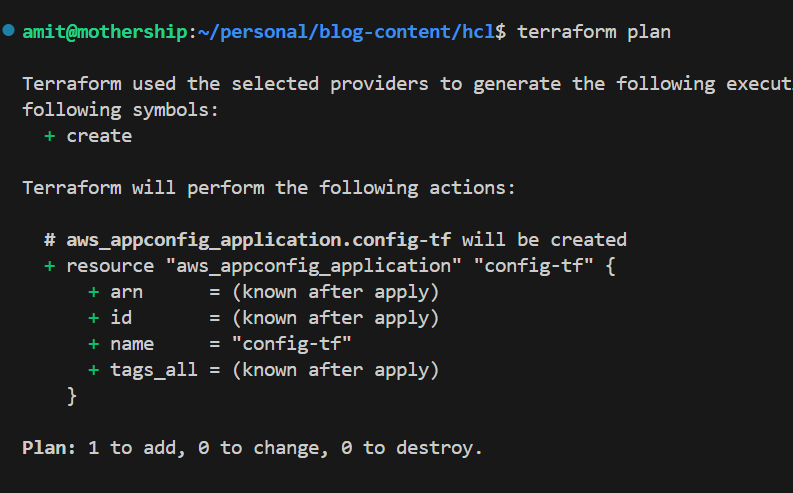 amit@mothership:~/personal/blog-content/hcl$ terraform plan
Terraform used the selected providers to generate the following execut
following symbols:
+ create
Terraform will perform the following actions:
# aws_appconfig_application.config-tf will be created
+ resource "aws_appconfig_application" "config-tf" {
+ arn = (known after apply)
+ id = (known after apply)
+ name = "config-tf"
+ tags_all = (known after apply)
}
Plan: 1 to add, 0 to change, 0 to destroy.